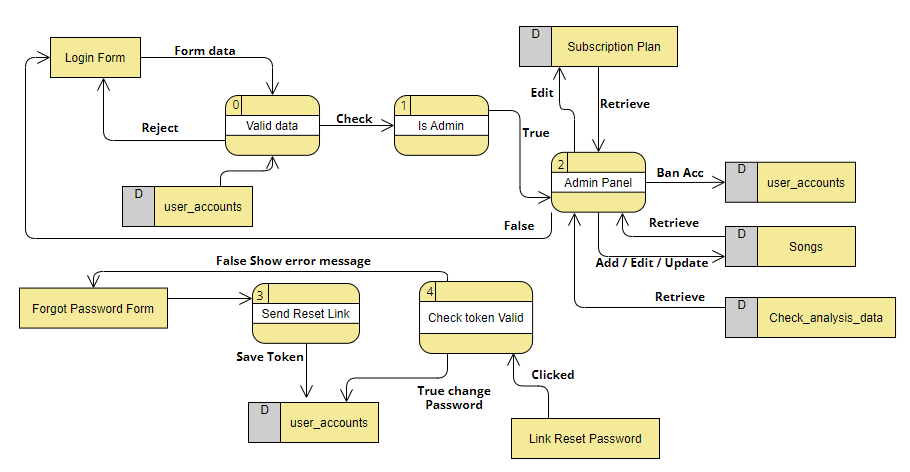 D
Subscription Plan
Login Form
Form data
Edit
Retrieve
0
Valid data
1
Is Admin
Check
Reject
True
2
Admin Panel
Ban Acc
D
user_accounts
D
user_accounts
False
Retrieve
D
Songs
Add / Edit / Update
False Show error message
Retrieve
D
Check_analysis_data
Forgot Password Form
3
Send Reset Link
4
Check token Valid
Save Token
Clicked
True change
Password
D
user_accounts
Link Reset Password